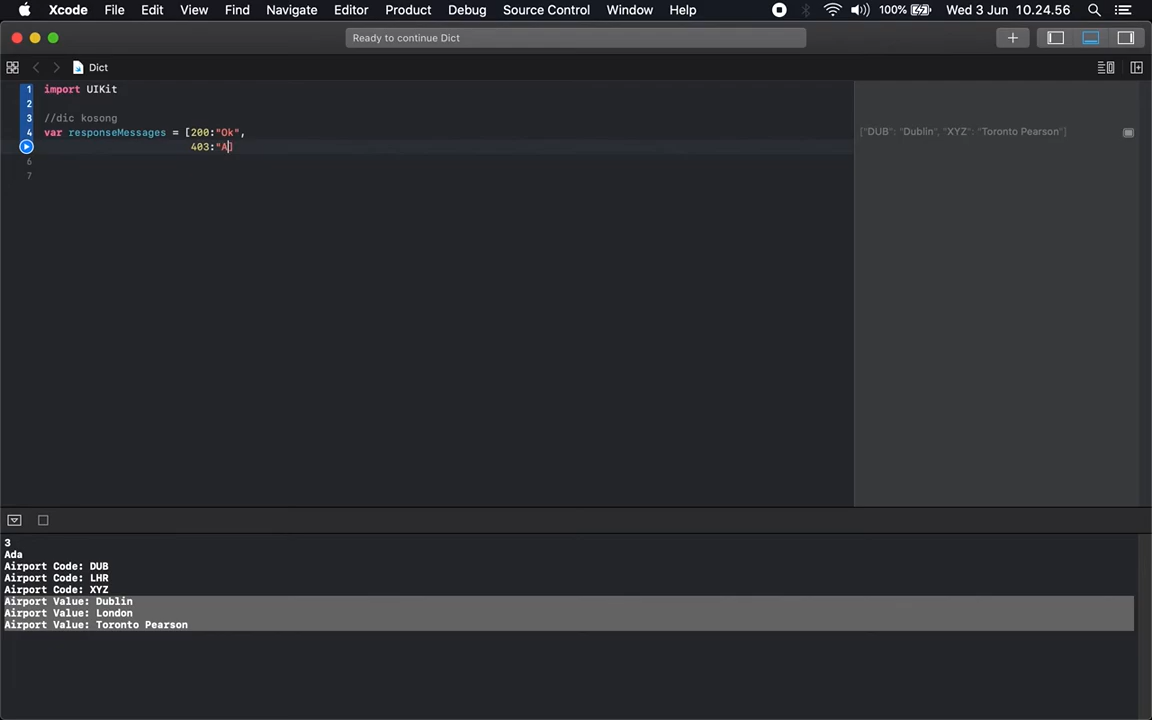 Xcode File Edit View Find Navigate Editor Product Debug Source Control Window Help 100% Wed 3 Jun 10.24.56
Ready to continue Dict
Dict
1 import UIKit
2
3 //dic kosong
4 var responseMessages = [200:"Ok",
403:"A]
6
7
["DUB": "Dublin", "XYZ": "Toronto Pearson"]
3
Ada
Airport Code: DUB
Airport Code: LHR
Airport Code: XYZ
Airport Value: Dublin
Airport Value: London
Airport Value: Toronto Pearson